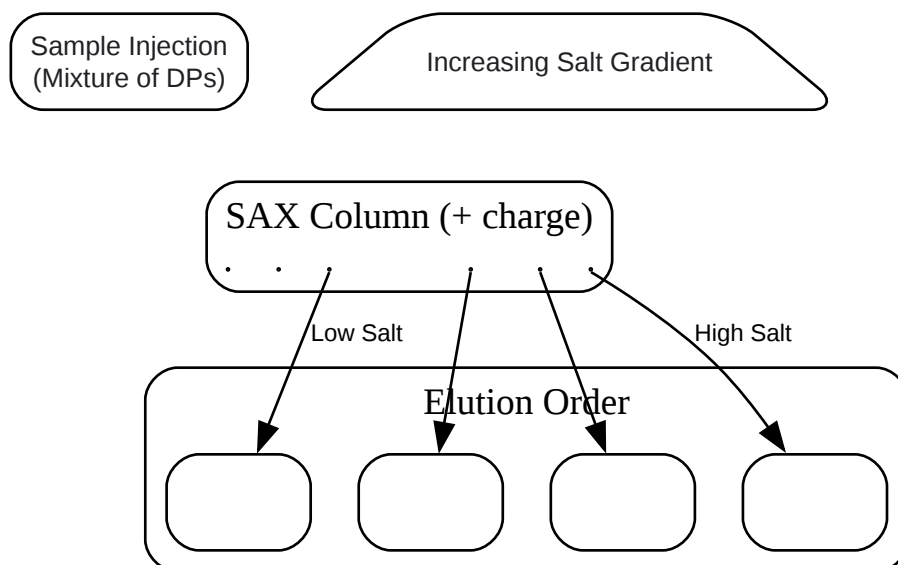 Sample Injection
(Mixture of DPs)
Increasing Salt Gradient
SAX Column (+ charge)
Low Salt
High Salt
Elution Order